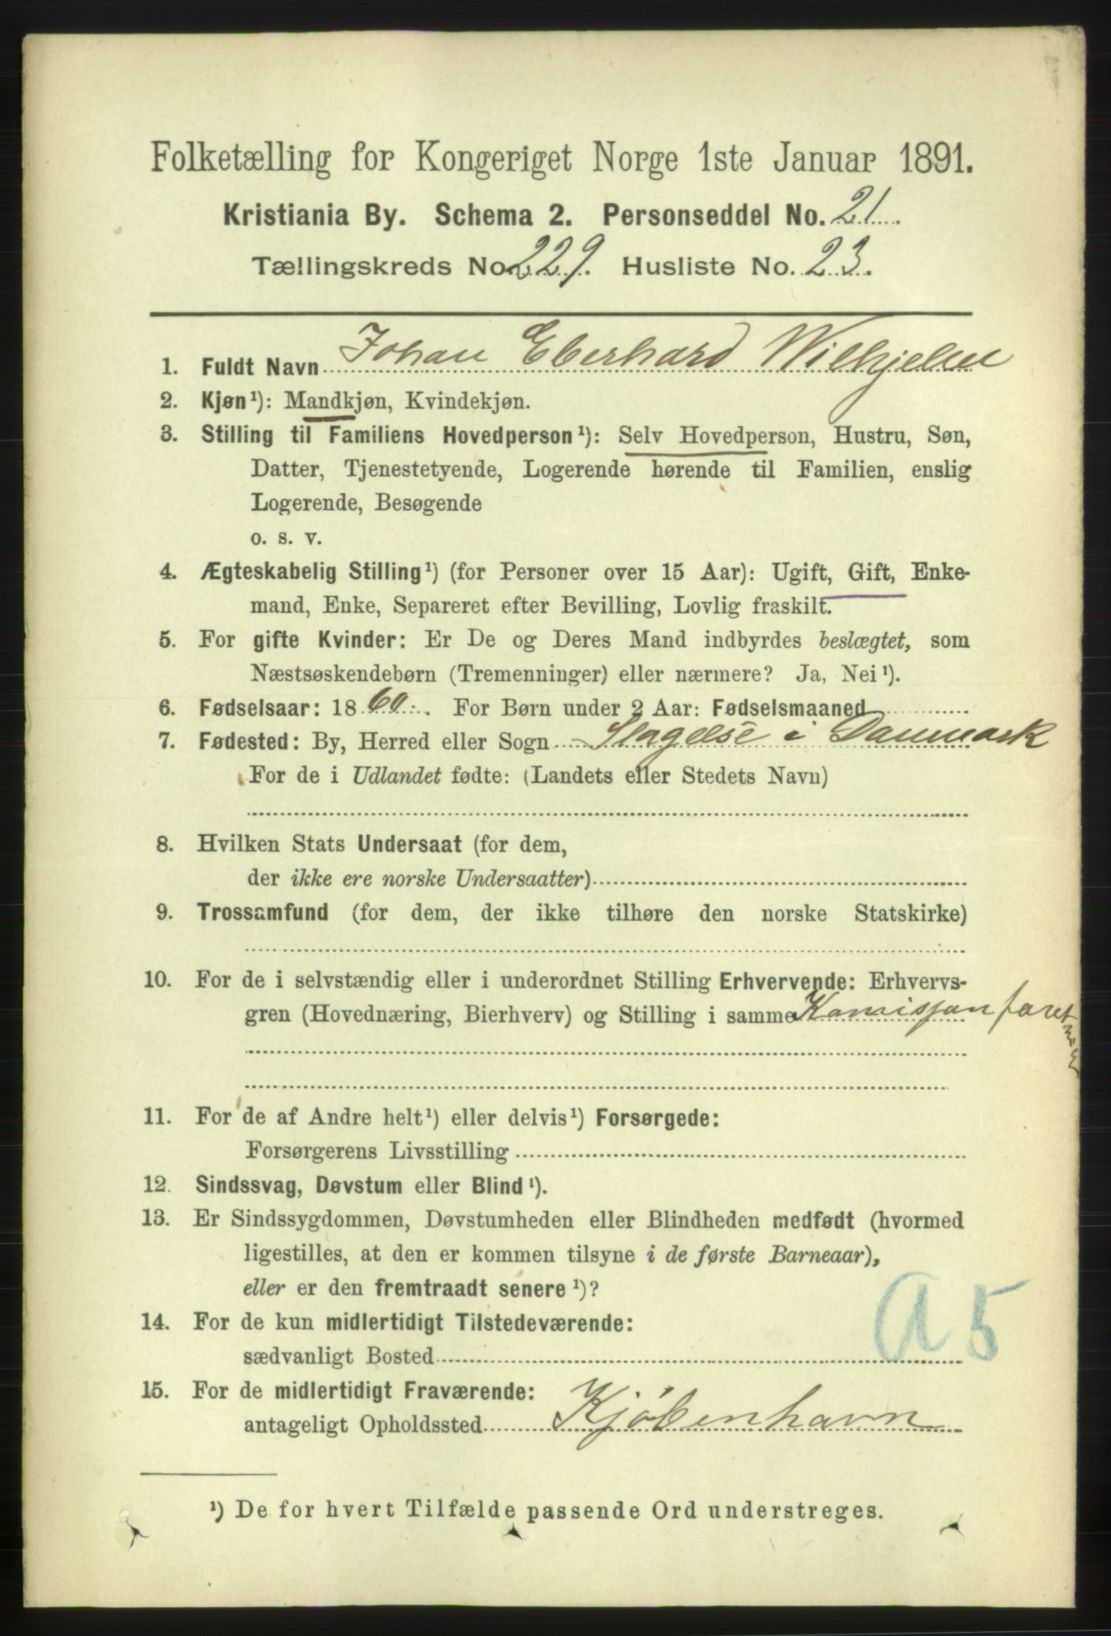 Folketælling for Kongeriget Norge 1ste Januar 1891.
Kristiania By. Schema 2. Personseddel No. 21.
Tællingskreds No. 229. Husliste No. 23.
1. Fuldt Navn Johan Eberhard Wilhjelm
2. Kjøn¹): Mandkjøn, Kvindekjøn.
3. Stilling til Familiens Hovedperson¹): Selv Hovedperson, Hustru, Søn,
Datter, Tjenestetyende, Logerende hørende til Familien, enslig
Logerende, Besøgende
o. s. v.
4. Ægteskabelig Stilling¹) (for Personer over 15 Aar): Ugift, Gift, Enke-
mand, Enke, Separeret efter Bevilling, Lovlig fraskilt.
5. For gifte Kvinder: Er De og Deres Mand indbyrdes beslægtet, som
Næstsøskendebørn (Tremenninger) eller nærmere? Ja, Nei¹).
6. Fødselsaar: 1860. For Børn under 2 Aar: Fødselsmaaned
7. Fødested: By, Herred eller Sogn Slagelse i Danmark
For de i Udlandet fødte: (Landets eller Stedets Navn)
8. Hvilken Stats Undersaat (for dem,
der ikke ere norske Undersaatter)
9. Trossamfund (for dem, der ikke tilhøre den norske Statskirke)
10. For de i selvstændig eller i underordnet Stilling Erhvervende: Erhvervs-
gren (Hovednæring, Bierhverv) og Stilling i samme Komisjon foret
11. For de af Andre helt¹) eller delvis¹) Forsørgede:
Forsørgerens Livsstilling
12. Sindssvag, Døvstum eller Blind¹).
13. Er Sindssygdommen, Døvstumheden eller Blindheden medfødt (hvormed
ligestilles, at den er kommen tilsyne i de første Barneaar),
eller er den fremtraadt senere¹)?
14. For de kun midlertidigt Tilstedeværende:
sædvanligt Bosted
A5
15. For de midlertidigt Fraværende:
antageligt Opholdssted Kjöbenhavn
¹) De for hvert Tilfælde passende Ord understreges.